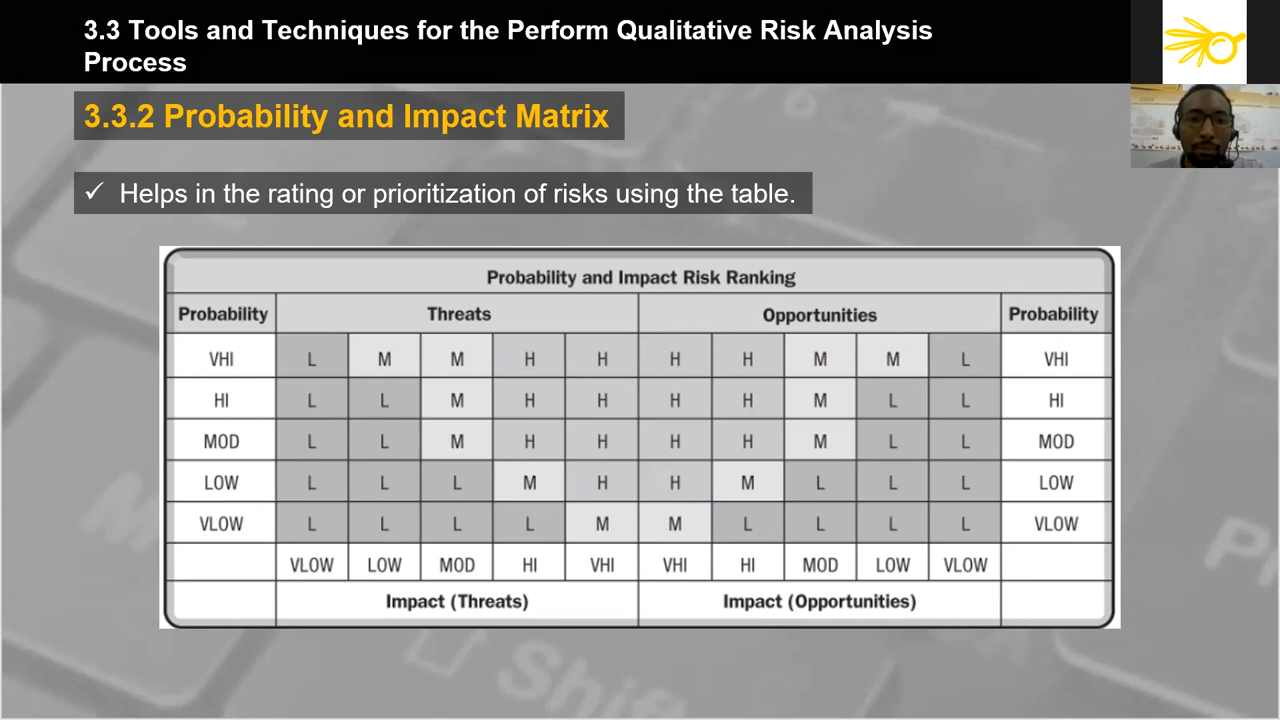 3.3 Tools and Techniques for the Perform Qualitative Risk Analysis
Process
3.3.2 Probability and Impact Matrix
✓ Helps in the rating or prioritization of risks using the table.
Probability and Impact Risk Ranking
Probability Threats Opportunities Probability
VHI L M M H H H H M M L VHI
HI L L M H H H H M L L HI
MOD L L M H H H H M L L MOD
LOW L L L M H H M L L L LOW
VLOW L L L L M M L L L L VLOW
VLOW LOW MOD HI VHI VHI HI MOD LOW VLOW
Impact (Threats) Impact (Opportunities)
Shift